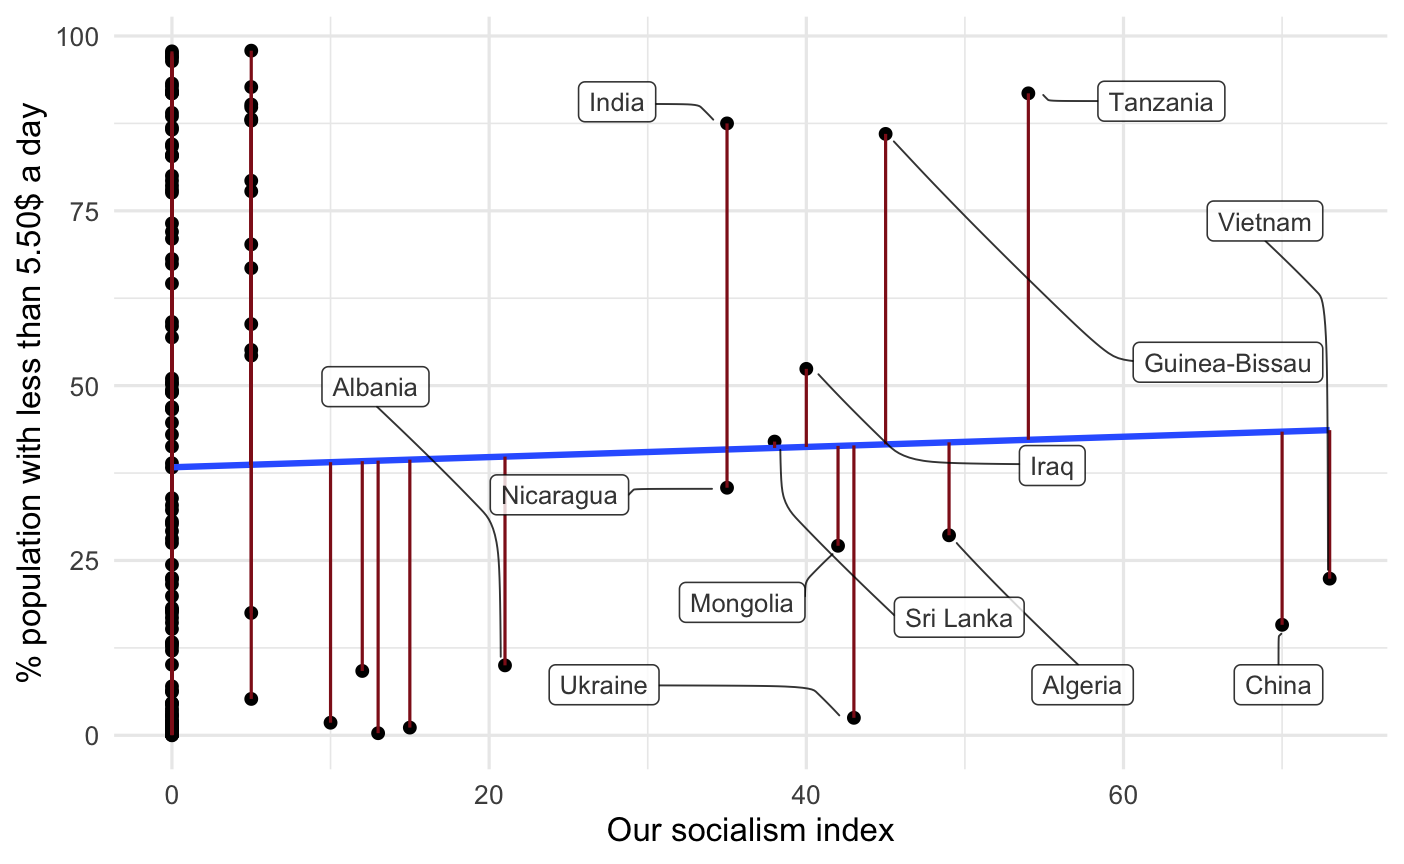 % population with less than 5.50$ a day
100
75
50
25
0
India
Tanzania
Vietnam
Guinea-Bissau
Albania
Iraq
Nicaragua
Mongolia
Sri Lanka
Ukraine
Algeria
China
0
20
40
60
Our socialism index